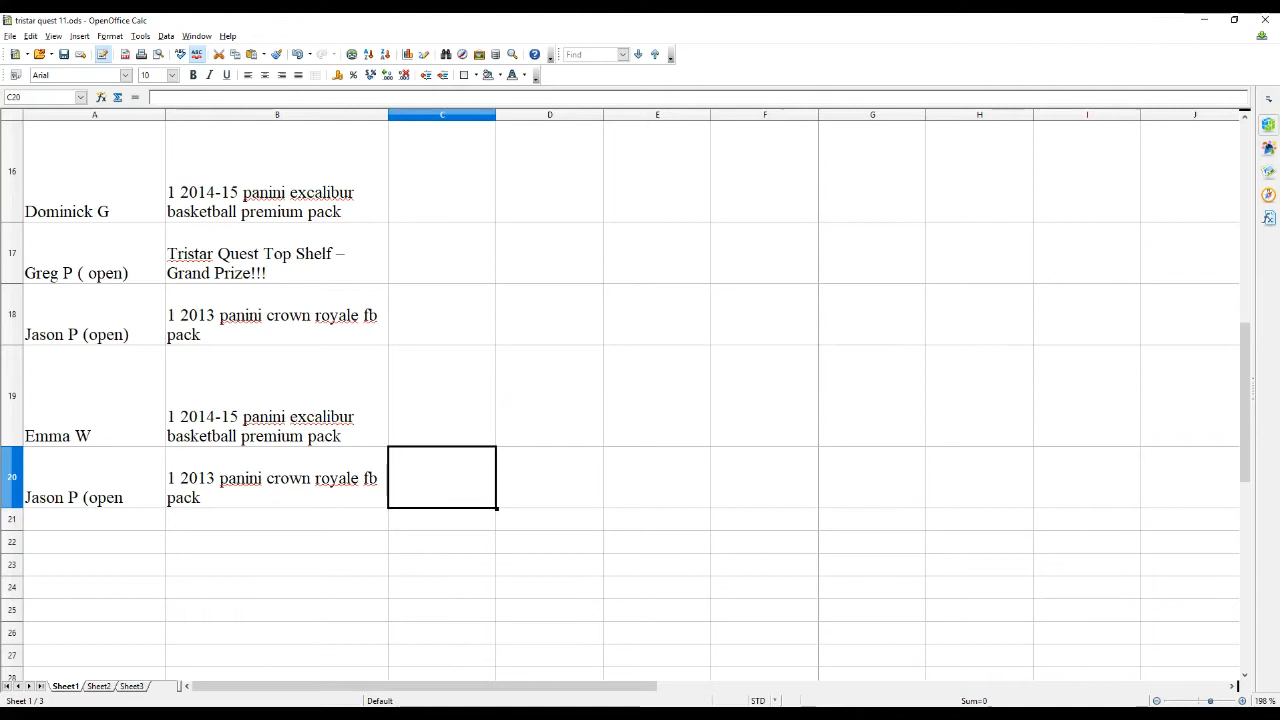 tristar quest 11.ods - OpenOffice Calc
File Edit View Insert Format Tools Data Window Help
Find
Arial 10
C20
A B C D E F G H I J
16 Dominick G 1 2014-15 panini excalibur
basketball premium pack
17 Greg P ( open) Tristar Quest Top Shelf –
Grand Prize!!!
18 Jason P (open) 1 2013 panini crown royale fb
pack
19 Emma W 1 2014-15 panini excalibur
basketball premium pack
20 Jason P (open 1 2013 panini crown royale fb
pack
21
22
23
24
25
26
27
28
Sheet1 Sheet2 Sheet3
Sheet 1 / 3 Default STD * Sum=0 198 %